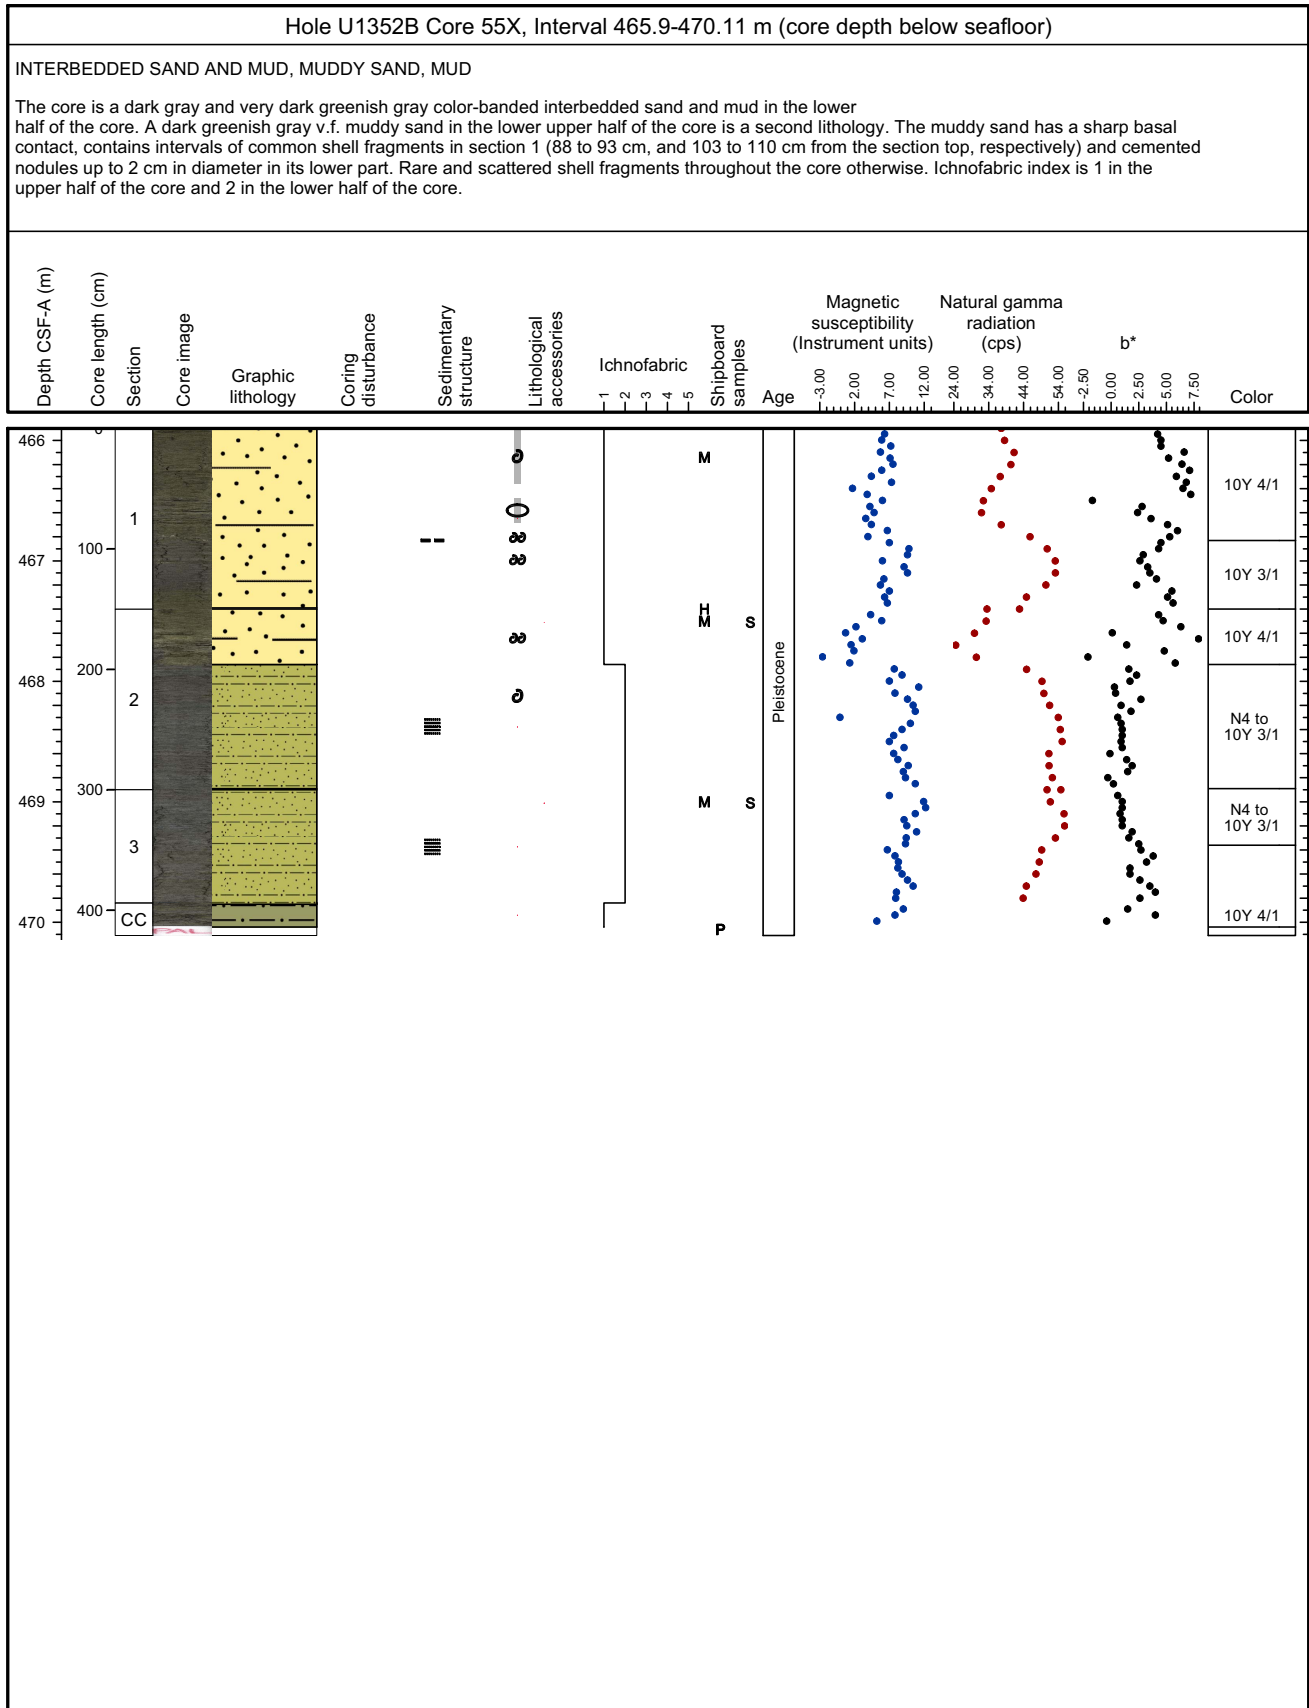 Hole U1352B Core 55X, Interval 465.9-470.11 m (core depth below seafloor)
INTERBEDDED SAND AND MUD, MUDDY SAND, MUD
The core is a dark gray and very dark greenish gray color-banded interbedded sand and mud in the lower
half of the core. A dark greenish gray v.f. muddy sand in the lower upper half of the core is a second lithology. The muddy sand has a sharp basal
contact, contains intervals of common shell fragments in section 1 (88 to 93 cm, and 103 to 110 cm from the section top, respectively) and cemented
nodules up to 2 cm in diameter in its lower part. Rare and scattered shell fragments throughout the core otherwise. Ichnofabric index is 1 in the
upper half of the core and 2 in the lower half of the core.
Depth CSF-A (m)
Core length (cm)
Section
Core image
Graphic
lithology
Coring
disturbance
Sedimentary
structure
Lithological
accessories
Ichnofabric
1 2 3 4 5
Shipboard
samples
Age
Magnetic
susceptibility
(Instrument units)
-3.00 2.00 7.00 12.00
Natural gamma
radiation
(cps)
24.00 34.00 44.00 54.00
b*
-2.50 0.00 2.50 5.00 7.50
Color
466
467
468
469
470
0
100
200
300
400
1
2
3
CC
M
H
M S
M S
P
Pleistocene
10Y 4/1
10Y 3/1
10Y 4/1
N4 to
10Y 3/1
N4 to
10Y 3/1
10Y 4/1